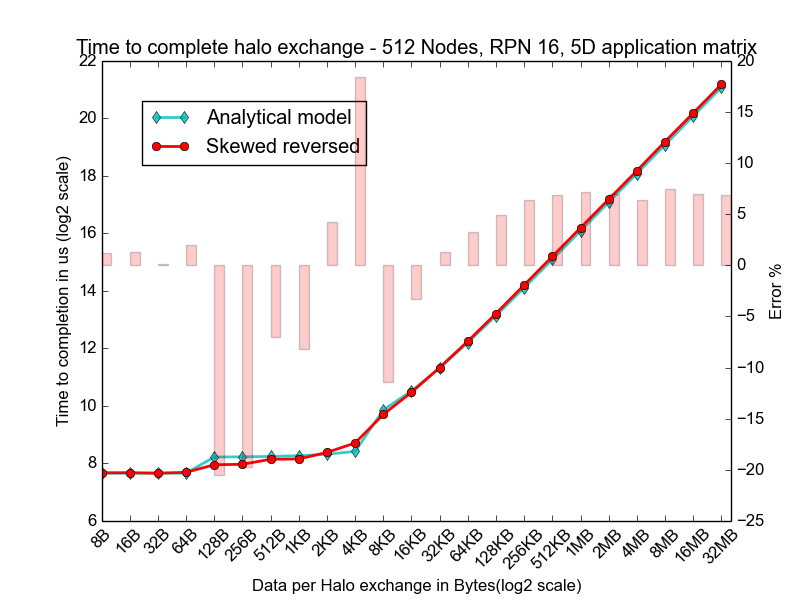 Time to complete halo exchange - 512 Nodes, RPN 16, 5D application matrix
Analytical model
Skewed reversed
Time to completion in us (log2 scale)
22
20
18
16
14
12
10
8
6
20
15
10
5
0
−5
−10
−15
−20
−25
Error %
8B
16B
32B
64B
128B
256B
512B
1KB
2KB
4KB
8KB
16KB
32KB
64KB
128KB
256KB
512KB
1MB
2MB
4MB
8MB
16MB
32MB
Data per Halo exchange in Bytes(log2 scale)